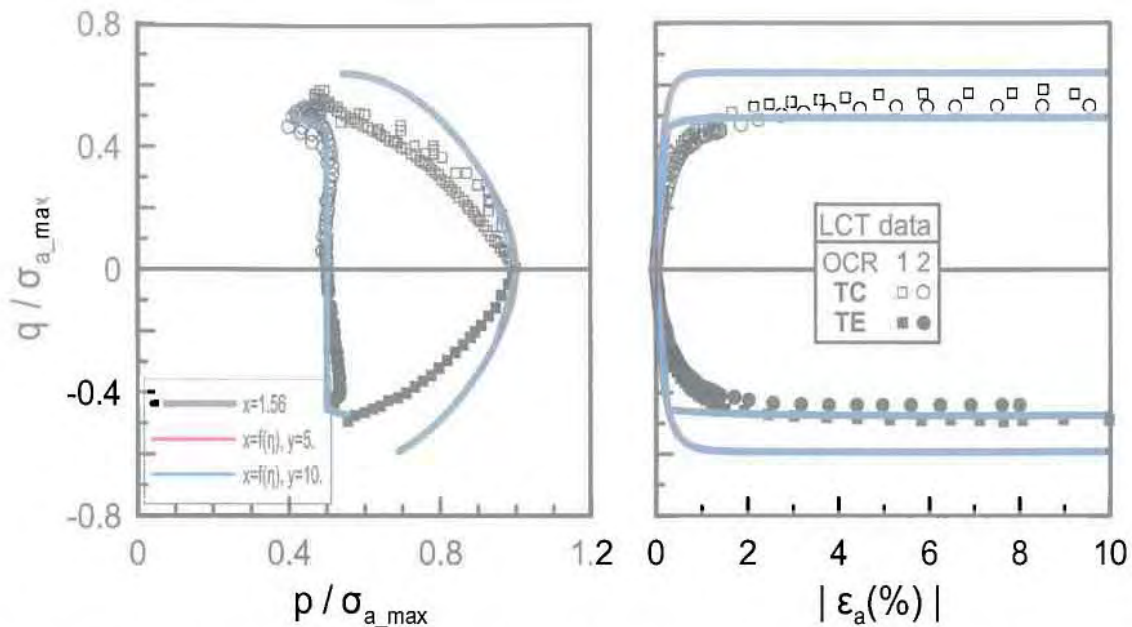 0.8
0.4
0
-0.4
-0.8
q / σa_max
x=1.56
x=f(η), y=5.
x=f(η), y=10.
0 0.4 0.8 1.2
p / σa_max
LCT data
OCR 1 2
TC
TE
0 2 4 6 8 10
| εa(%) |